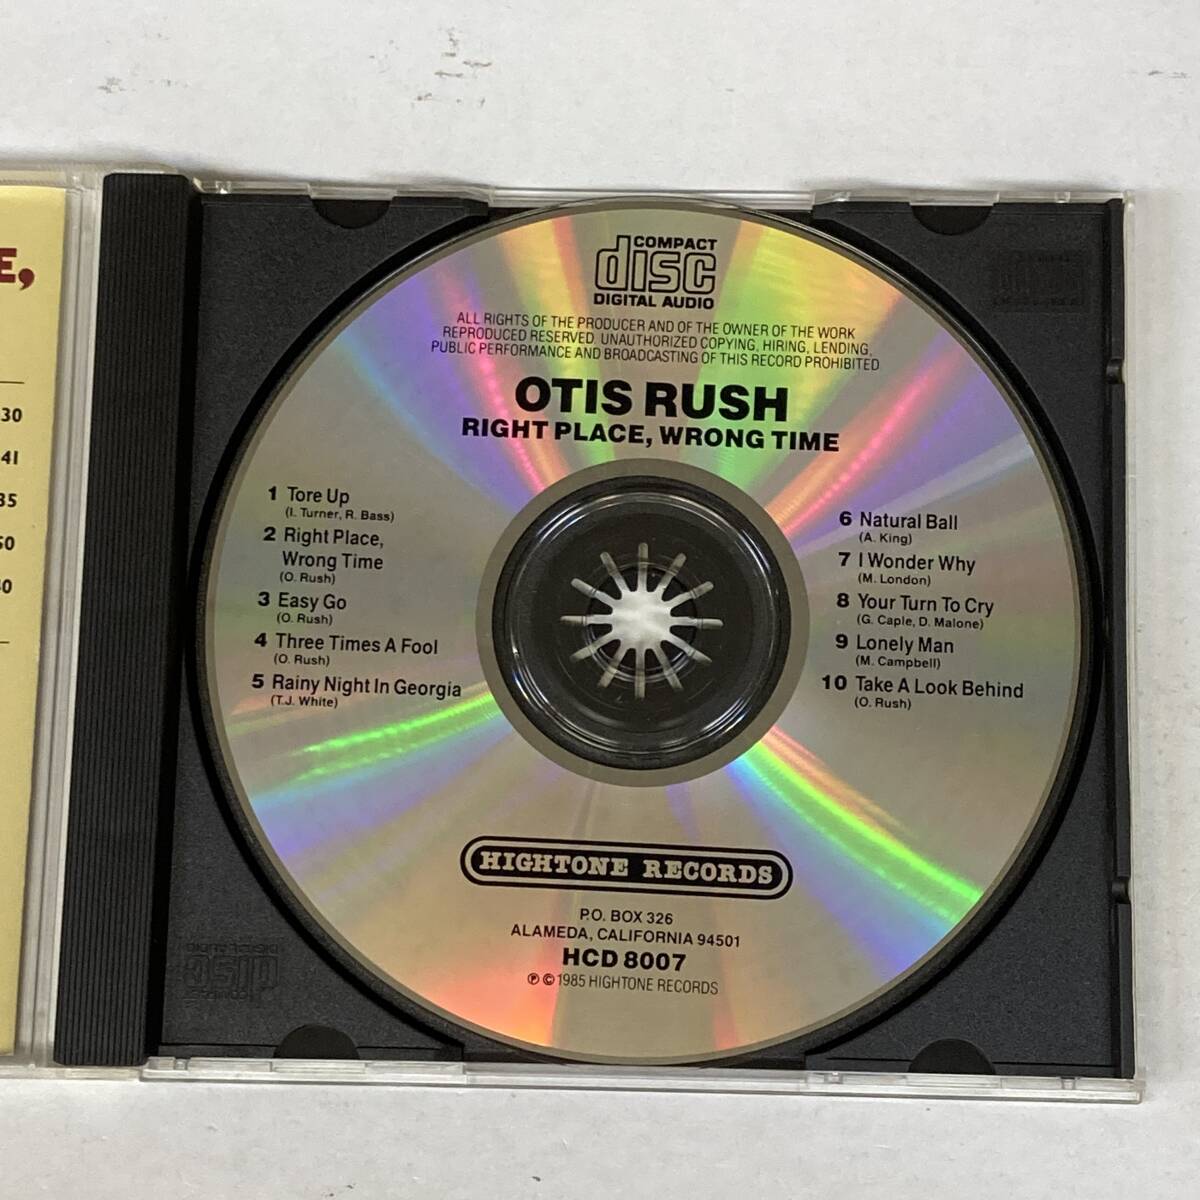 E,
30
41
35
50
40
COMPACT
disc
DIGITAL AUDIO
ALL RIGHTS OF THE PRODUCER AND OF THE OWNER OF THE WORK
REPRODUCED RESERVED. UNAUTHORIZED COPYING, HIRING, LENDING,
PUBLIC PERFORMANCE AND BROADCASTING OF THIS RECORD PROHIBITED
OTIS RUSH
RIGHT PLACE, WRONG TIME
1 Tore Up
(I. Turner, R. Bass)
2 Right Place,
Wrong Time
(O. Rush)
3 Easy Go
(O. Rush)
4 Three Times A Fool
(O. Rush)
5 Rainy Night In Georgia
(T.J. White)
6 Natural Ball
(A. King)
7 I Wonder Why
(M. London)
8 Your Turn To Cry
(G. Caple, D. Malone)
9 Lonely Man
(M. Campbell)
10 Take A Look Behind
(O. Rush)
HIGHTONE RECORDS
P.O. BOX 326
ALAMEDA, CALIFORNIA 94501
HCD 8007
℗ © 1985 HIGHTONE RECORDS
COMPACT
disc
DIGITAL AUDIO